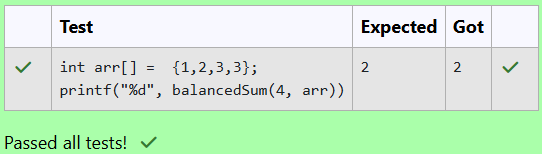 Test Expected Got
int arr[] =  {1,2,3,3}; 2 2
printf("%d", balancedSum(4, arr))
Passed all tests!